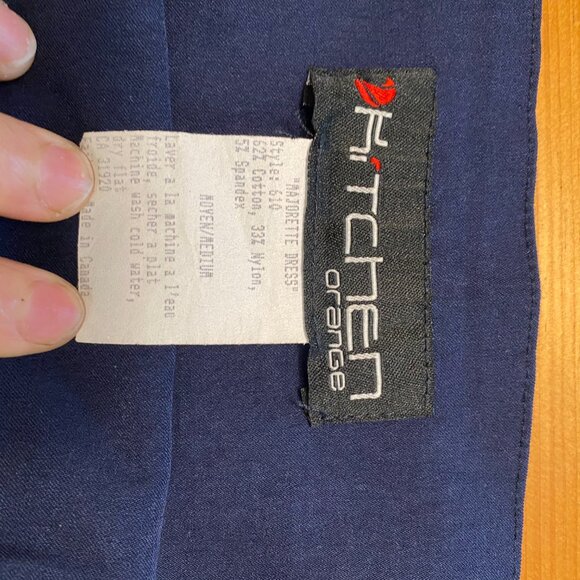 KITCHEN
orange
"MAJORETTE DRESS"
Style: 610
62% Cotton, 33% Nylon,
5% Spandex
MOYEN/MEDIUM
Laver a la machine a l'eau
froide, secher a plat
Machine wash cold water,
dry flat
CA 31920
Made in Canada